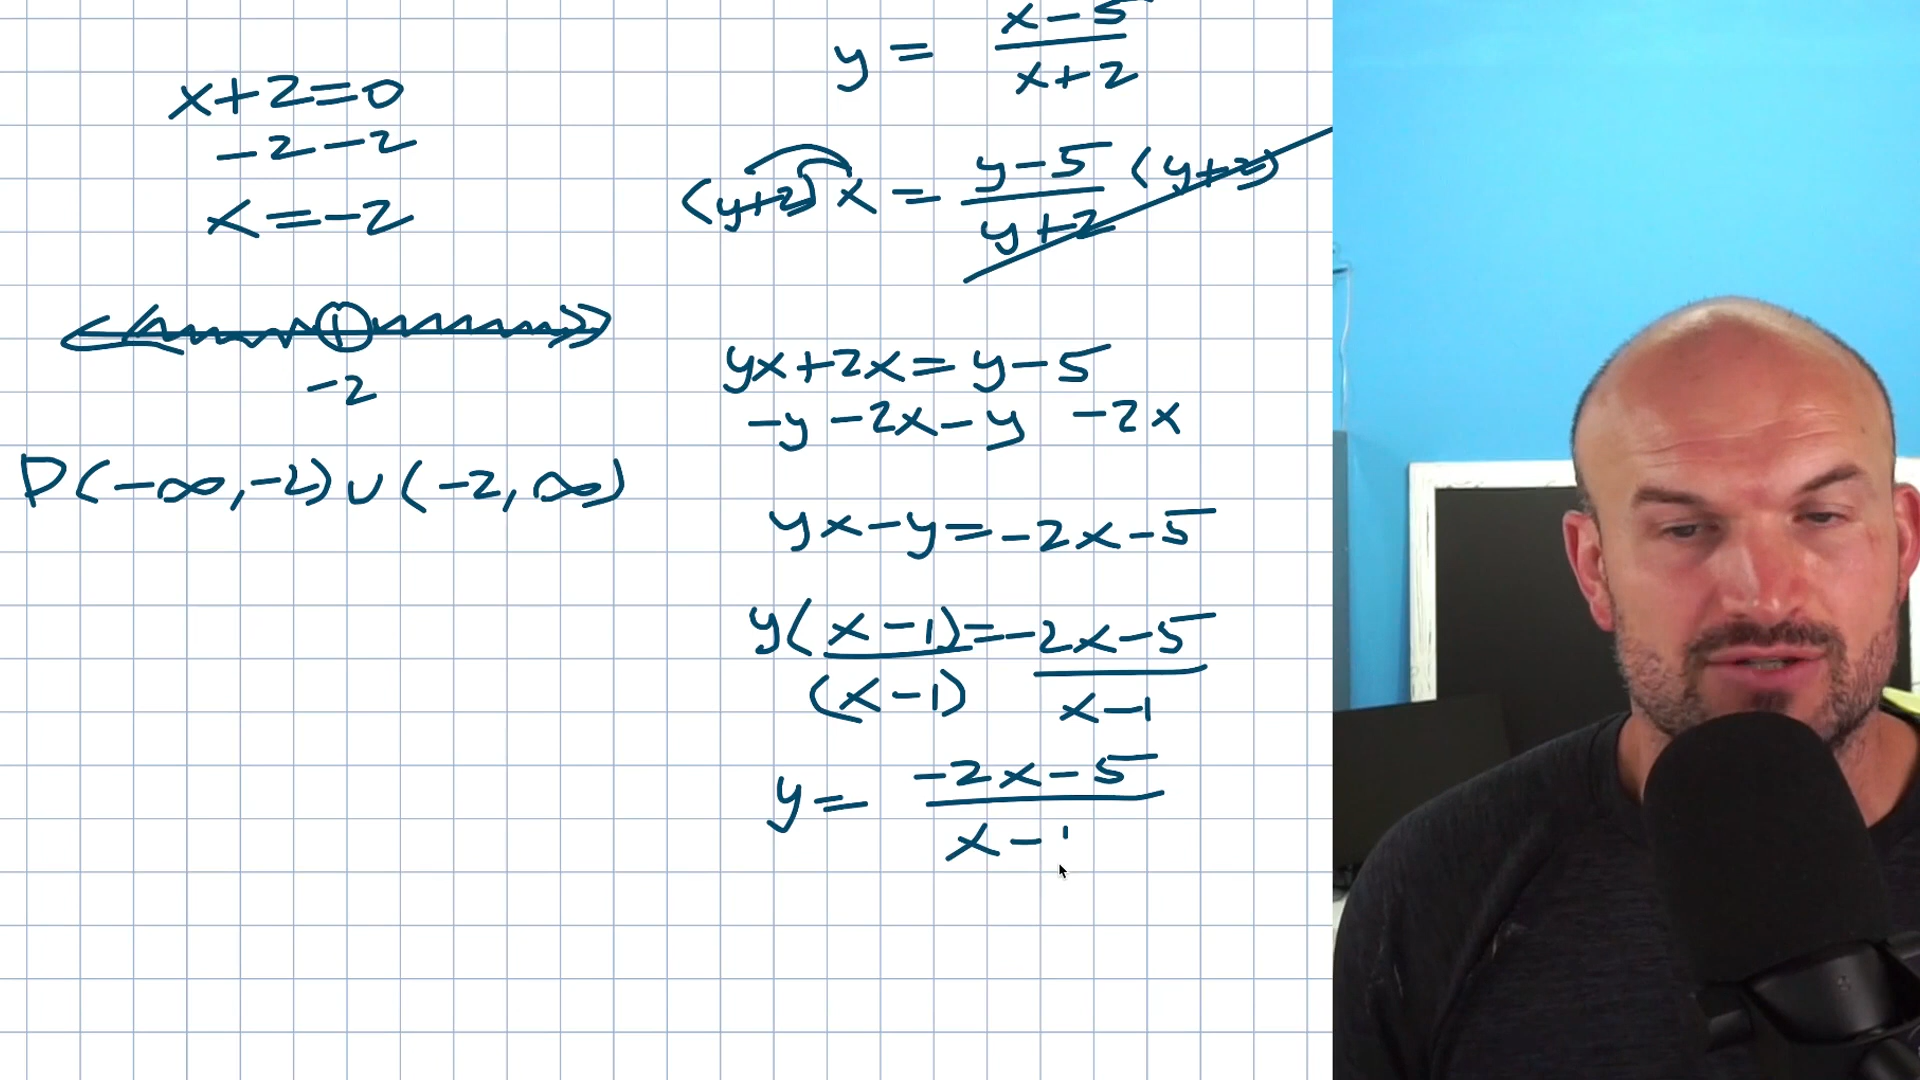 x+2=0
-2 -2
x=-2
-2
D(-∞,-2)∪(-2,∞)
y = x-5
x+2
(y+2)x = y-5 (y+2)
y+2
yx+2x=y-5
-y -2x -y -2x
yx-y=-2x-5
y(x-1)=-2x-5
(x-1) x-1
y= -2x-5
x-1